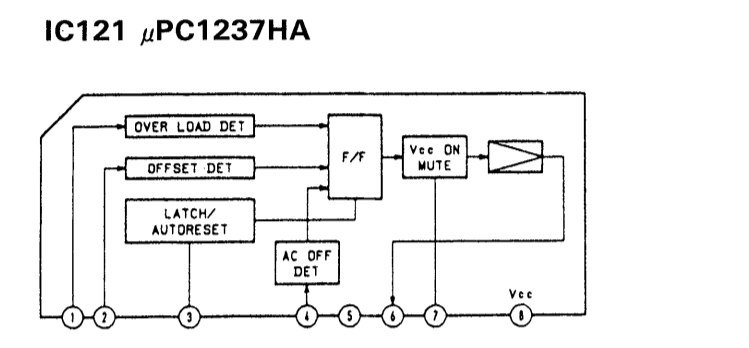 IC121 μPC1237HA
OVER LOAD DET
OFFSET DET
LATCH/
AUTORESET
AC OFF
DET
F/F
Vcc ON
MUTE
Vcc
1 2 3 4 5 6 7 8